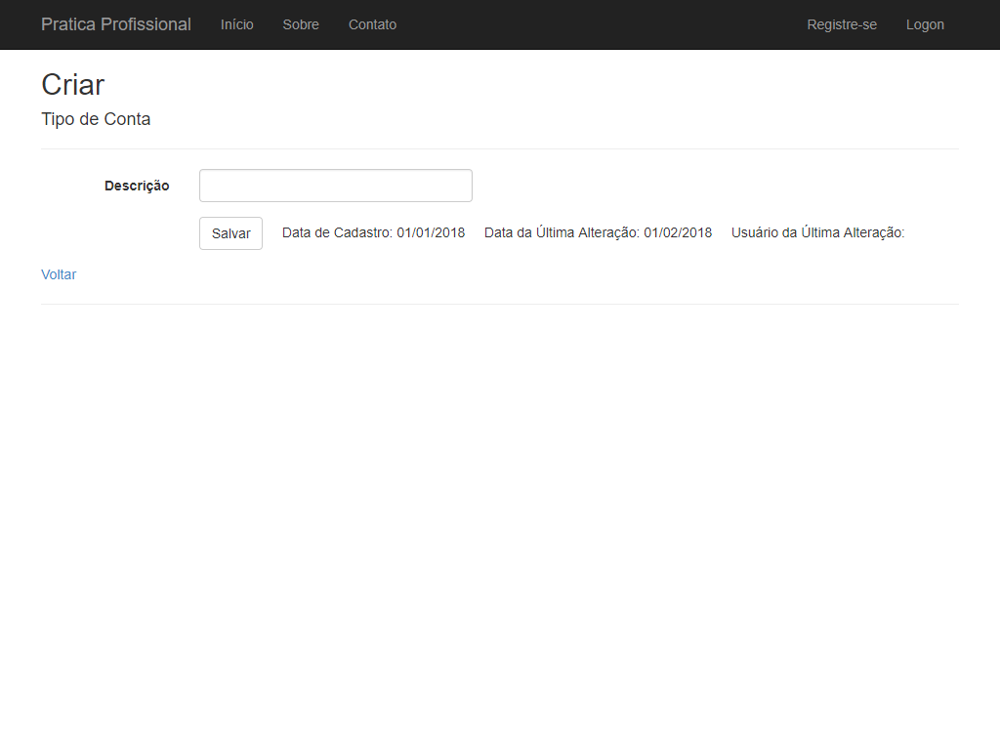 Pratica Profissional Início Sobre Contato Registre-se Logon
Criar
Tipo de Conta
Descrição
Salvar Data de Cadastro: 01/01/2018 Data da Última Alteração: 01/02/2018 Usuário da Última Alteração:
Voltar